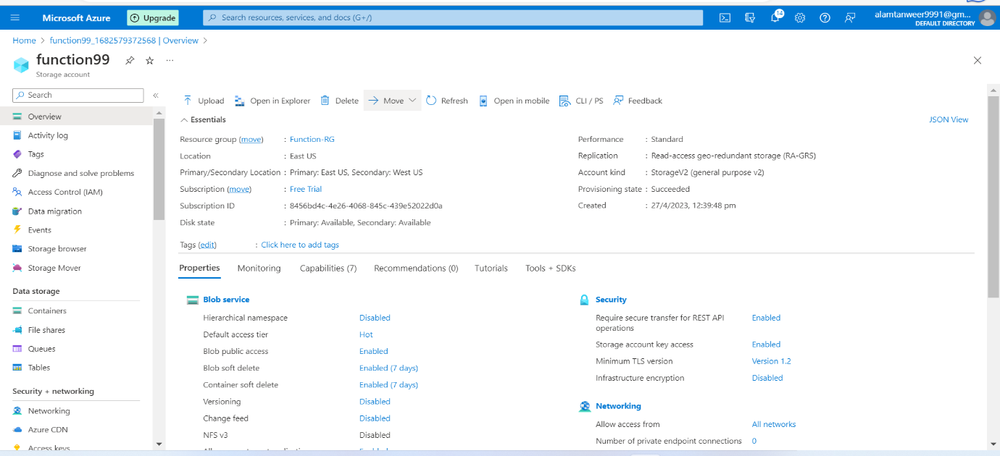 Microsoft Azure
Upgrade
Search resources, services, and docs (G+/)
14
alamtanweer9991@gm...
DEFAULT DIRECTORY
Home > function99_1682579372568 | Overview >
function99
Storage account
Search
Overview
Activity log
Tags
Diagnose and solve problems
Access Control (IAM)
Data migration
Events
Storage browser
Storage Mover
Data storage
Containers
File shares
Queues
Tables
Security + networking
Networking
Azure CDN
Access keys
Upload Open in Explorer Delete Move Refresh Open in mobile CLI / PS Feedback
Essentials
JSON View
Resource group (move) : Function-RG
Location : East US
Primary/Secondary Location : Primary: East US, Secondary: West US
Subscription (move) : Free Trial
Subscription ID : 8456bd4c-4e26-4068-845c-439e52022d0a
Disk state : Primary: Available, Secondary: Available
Performance : Standard
Replication : Read-access geo-redundant storage (RA-GRS)
Account kind : StorageV2 (general purpose v2)
Provisioning state : Succeeded
Created : 27/4/2023, 12:39:48 pm
Tags (edit) : Click here to add tags
Properties Monitoring Capabilities (7) Recommendations (0) Tutorials Tools + SDKs
Blob service
Hierarchical namespace Disabled
Default access tier Hot
Blob public access Enabled
Blob soft delete Enabled (7 days)
Container soft delete Enabled (7 days)
Versioning Disabled
Change feed Disabled
NFS v3 Disabled
Security
Require secure transfer for REST API
operations Enabled
Storage account key access Enabled
Minimum TLS version Version 1.2
Infrastructure encryption Disabled
Networking
Allow access from All networks
Number of private endpoint connections 0